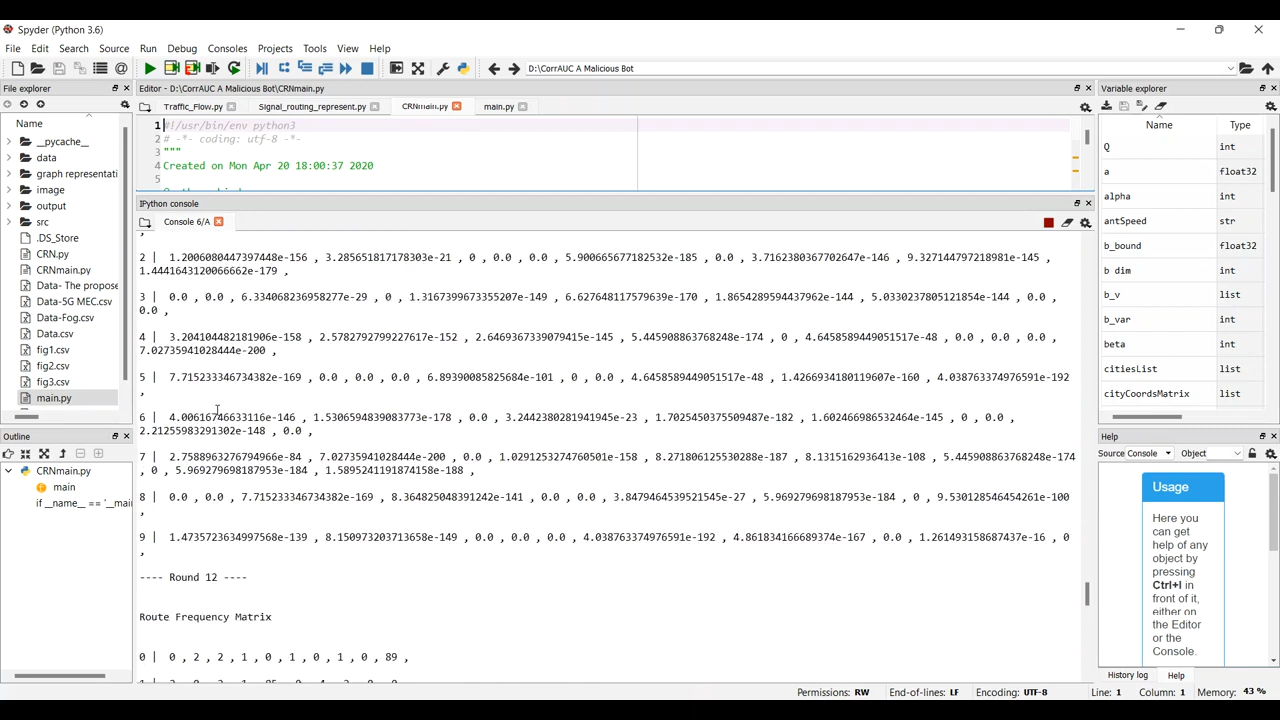 Spyder (Python 3.6)
File Edit Search Source Run Debug Consoles Projects Tools View Help
D:\CorrAUC A Malicious Bot
File explorer
Name
__pycache__
data
graph representati
image
output
src
.DS_Store
CRN.py
CRNmain.py
Data- The propose
Data-5G MEC.csv
Data-Fog.csv
Data.csv
fig1.csv
fig2.csv
fig3.csv
main.py
Outline
CRNmain.py
main
if __name__ == '__mai
Editor - D:\CorrAUC A Malicious Bot\CRNmain.py
Traffic_Flow.py Signal_routing_represent.py CRNmain.py main.py
1 #!/usr/bin/env python3
2 # -*- coding: utf-8 -*-
3 """
4 Created on Mon Apr 20 18:00:37 2020
5
IPython console
Console 6/A
,
2 | 1.2006080447397448e-156 , 3.285651817178303e-21 , 0 , 0.0 , 0.0 , 5.900665677182532e-185 , 0.0 , 3.7162380367702647e-146 , 9.327144797218981e-145 ,
1.4441643120066662e-179 ,
3 | 0.0 , 0.0 , 6.334068236958277e-29 , 0 , 1.3167399673355207e-149 , 6.627648117579639e-170 , 1.8654289594437962e-144 , 5.0330237805121854e-144 , 0.0 ,
0.0 ,
4 | 3.204104482181906e-158 , 2.5782792799227617e-152 , 2.6469367339079415e-145 , 5.445908863768248e-174 , 0 , 4.6458589449051517e-48 , 0.0 , 0.0 , 0.0 ,
7.02735941028444e-200 ,
5 | 7.715233346734382e-169 , 0.0 , 0.0 , 0.0 , 6.89390085825684e-101 , 0 , 0.0 , 4.6458589449051517e-48 , 1.4266934180119607e-160 , 4.038763374976591e-192
,
6 | 4.00616746633116e-146 , 1.5306594839083773e-178 , 0.0 , 3.2442380281941945e-23 , 1.7025450375509487e-182 , 1.602466986532464e-145 , 0 , 0.0 ,
2.21255983291302e-148 , 0.0 ,
7 | 2.7588963276794966e-84 , 7.02735941028444e-200 , 0.0 , 1.0291253274760501e-158 , 8.271806125530288e-187 , 8.1315162936413e-108 , 5.445908863768248e-174
, 0 , 5.969279698187953e-184 , 1.5895241191874158e-188 ,
8 | 0.0 , 0.0 , 7.715233346734382e-169 , 8.364825048391242e-141 , 0.0 , 0.0 , 3.8479464539521545e-27 , 5.969279698187953e-184 , 0 , 9.530128546454261e-100
,
9 | 1.4735723634997568e-139 , 8.150973203713658e-149 , 0.0 , 0.0 , 0.0 , 4.038763374976591e-192 , 4.861834166689374e-167 , 0.0 , 1.261493158687437e-16 , 0
,
---- Round 12 ----
Route Frequency Matrix
0 | 0 , 2 , 2 , 1 , 0 , 1 , 0 , 1 , 0 , 89 ,
Variable explorer
Name Type
Q int
a float32
alpha int
antSpeed str
b_bound float32
b dim int
b_v list
b_var int
beta int
citiesList list
cityCoordsMatrix list
Help
Source Console Object
Usage
Here you
can get
help of any
object by
pressing
Ctrl+I in
front of it,
either on
the Editor
or the
Console.
History log Help
Permissions: RW End-of-lines: LF Encoding: UTF-8 Line: 1 Column: 1 Memory: 43 %